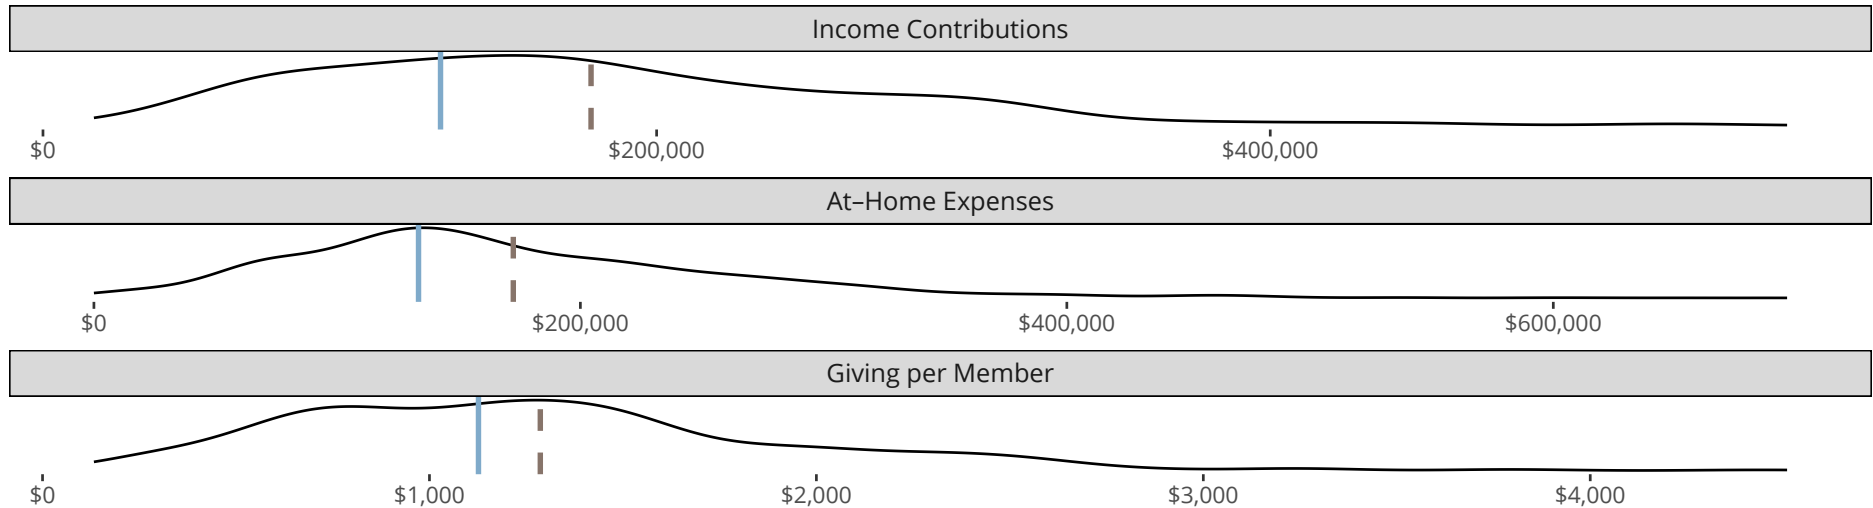 Income Contributions
$0 $200,000 $400,000
At–Home Expenses
$0 $200,000 $400,000 $600,000
Giving per Member
$0 $1,000 $2,000 $3,000 $4,000